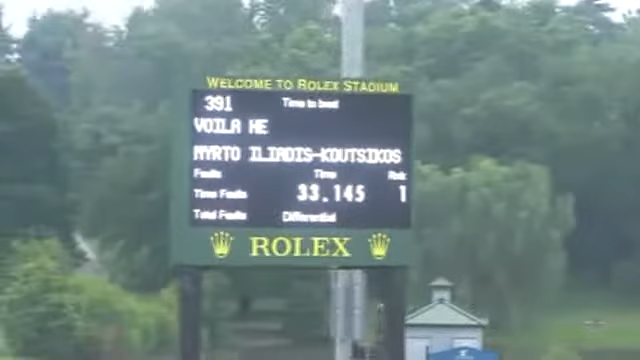 WELCOME TO ROLEX STADIUM
391 Time to beat
VOILA HE
MYRTO ILIADIS-KOUTSIKOS
Faults Time Rnk
Time Faults 33.145 1
Total Faults Differential
ROLEX